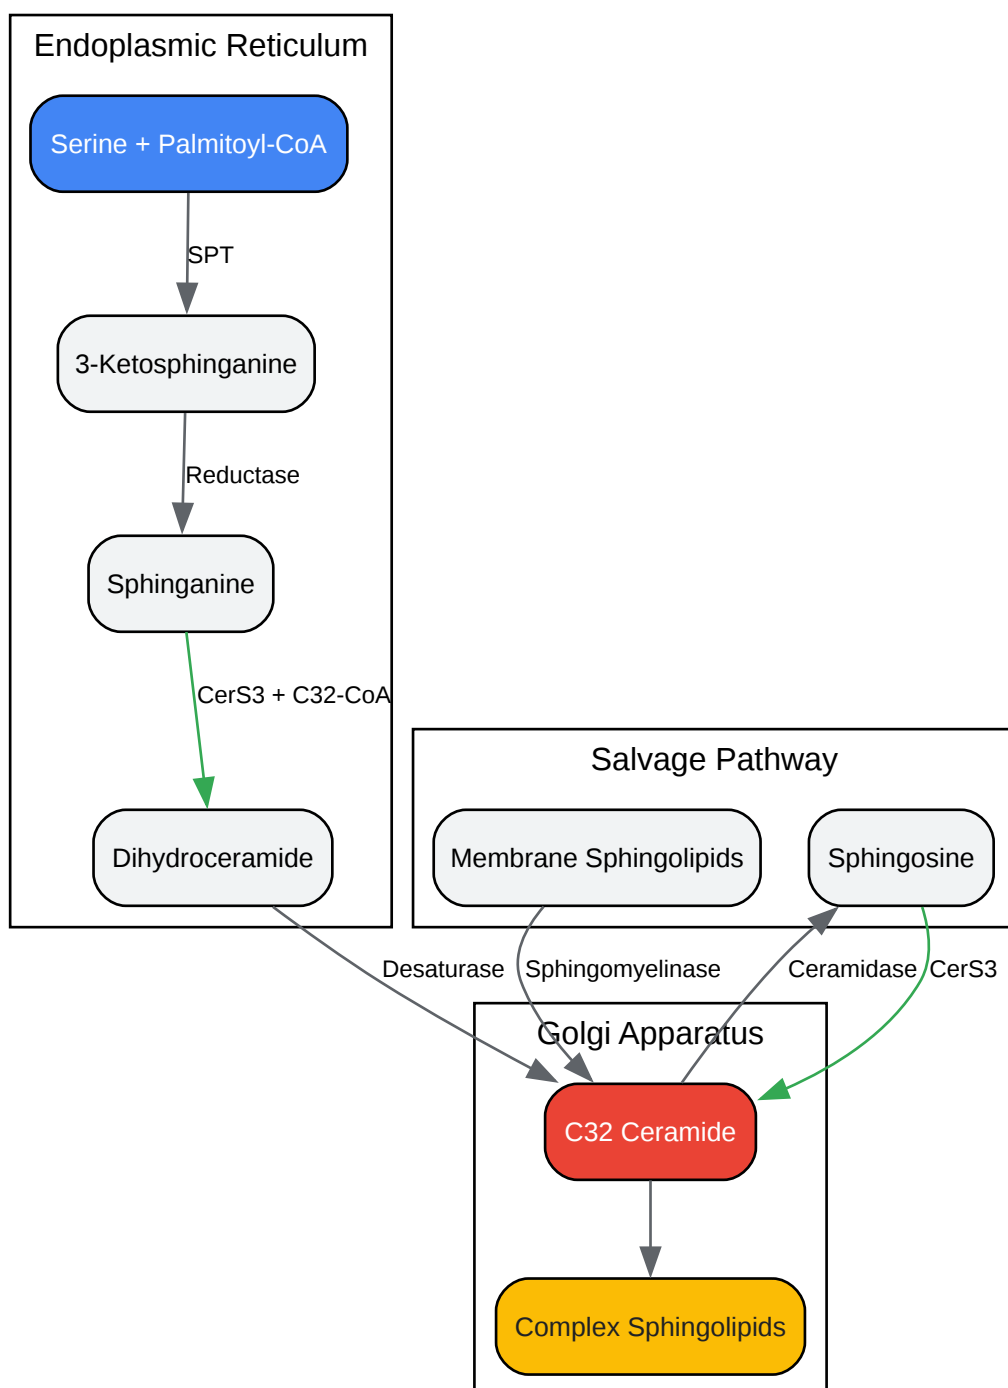 Endoplasmic Reticulum
Serine + Palmitoyl-CoA
SPT
3-Ketosphinganine
Reductase
Sphinganine
CerS3 + C32-CoA
Salvage Pathway
Dihydroceramide
Membrane Sphingolipids
Sphingosine
Desaturase
Sphingomyelinase
Ceramidase
CerS3
Golgi Apparatus
C32 Ceramide
Complex Sphingolipids